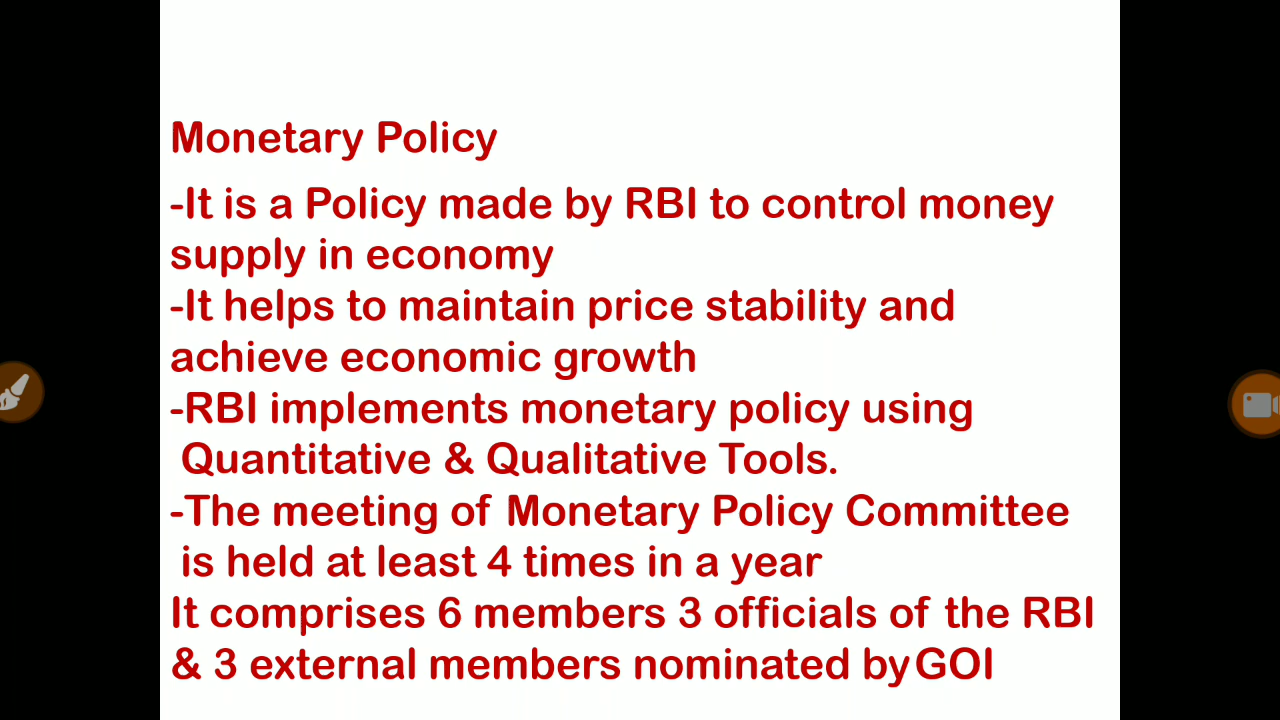 Monetary Policy
-It is a Policy made by RBI to control money
supply in economy
-It helps to maintain price stability and
achieve economic growth
-RBI implements monetary policy using
Quantitative & Qualitative Tools.
-The meeting of Monetary Policy Committee
is held at least 4 times in a year
It comprises 6 members 3 officials of the RBI
& 3 external members nominated by GOI